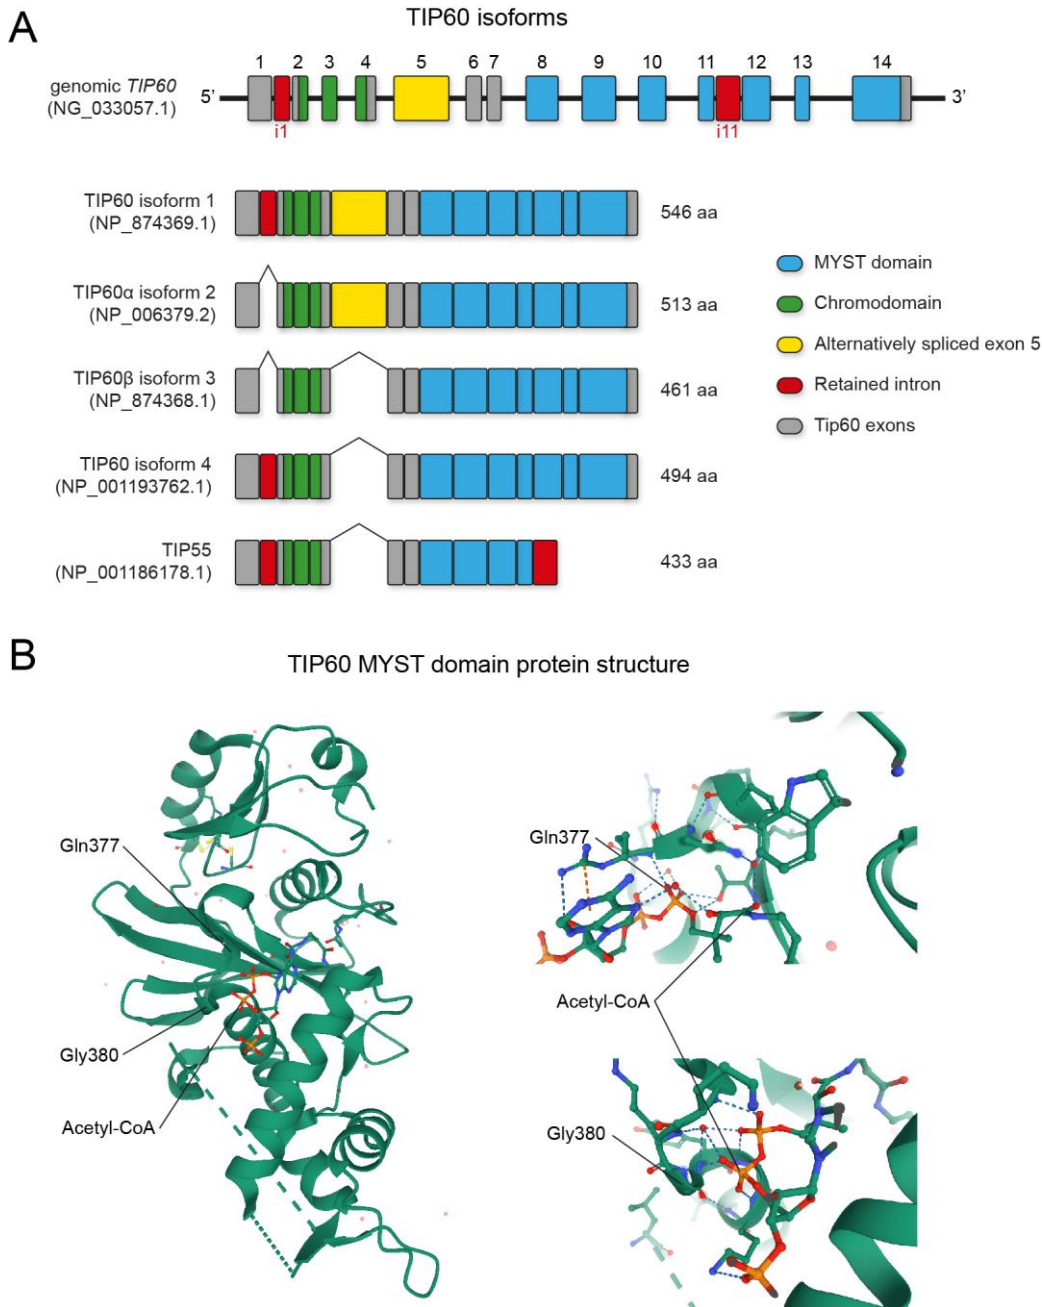 A
TIP60 isoforms
1 2 3 4 5 6 7 8 9 10 11 12 13 14
genomic TIP60
(NG_033057.1)
5' 3'
i1 i11
TIP60 isoform 1
(NP_874369.1)
546 aa
TIP60α isoform 2
(NP_006379.2)
513 aa
TIP60β isoform 3
(NP_874368.1)
461 aa
TIP60 isoform 4
(NP_001193762.1)
494 aa
TIP55
(NP_001186178.1)
433 aa
MYST domain
Chromodomain
Alternatively spliced exon 5
Retained intron
Tip60 exons
B
TIP60 MYST domain protein structure
Gln377
Gly380
Acetyl-CoA
Gln377
Acetyl-CoA
Gly380